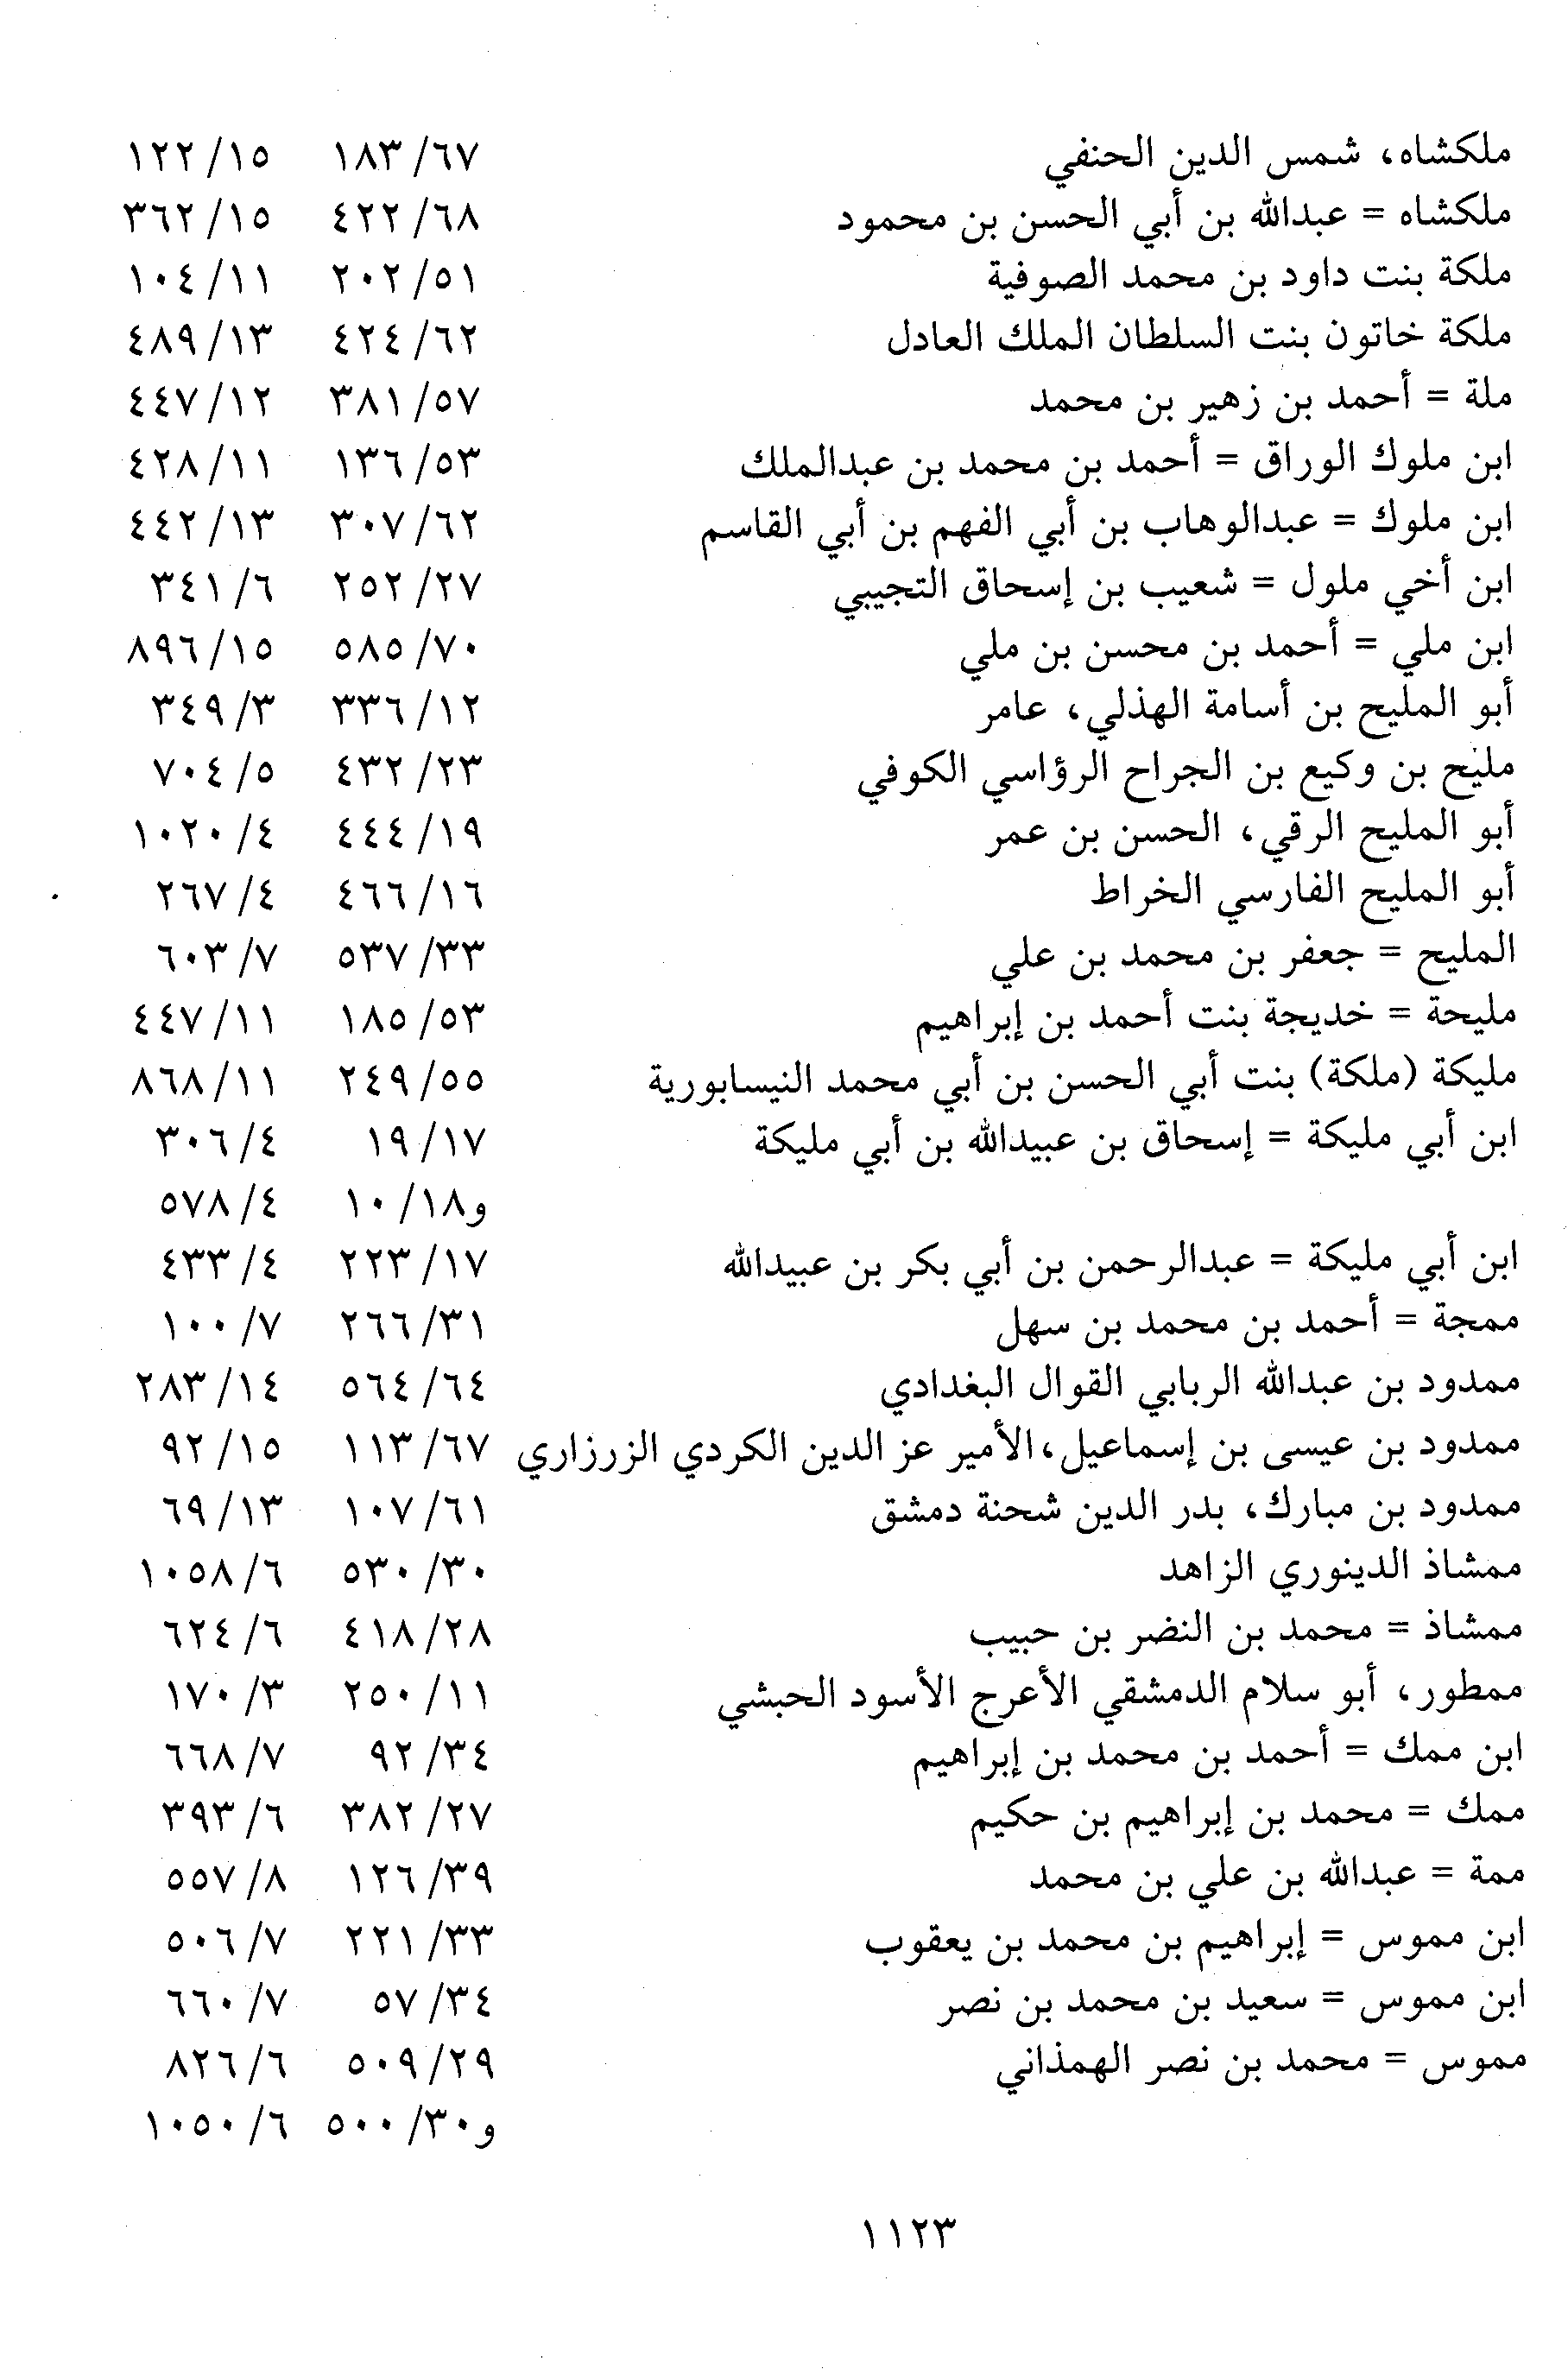 ملكشاه، شمس الدين الحنفي ٦٧/ ١٨٣ ١٥/ ١٢٢
ملكشاه = عبدالله بن أبي الحسن بن محمود ٦٨/ ٤٢٢ ١٥/ ٣٦٢
ملكة بنت داود بن محمد الصوفية ٥١/ ٢٠٢ ١١/ ١٠٤
ملكة خاتون بنت السلطان الملك العادل ٦٢/ ٤٢٤ ١٣/ ٤٨٩
ملة = أحمد بن زهير بن محمد ٥٧/ ٣٨١ ١٢/ ٤٤٧
ابن ملوك الوراق = أحمد بن محمد بن عبدالملك ٥٣/ ١٣٦ ١١/ ٤٢٨
ابن ملوك = عبدالوهاب بن أبي الفهم بن أبي القاسم ٦٢/ ٣٠٧ ١٣/ ٤٤٢
ابن أخي ملول = شعيب بن إسحاق التجيبي ٢٧/ ٢٥٢ ٦/ ٣٤١
ابن ملي = أحمد بن محسن بن ملي ٧٠/ ٥٨٥ ١٥/ ٨٩٦
أبو المليح بن أسامة الهذلي، عامر ١٢/ ٣٣٦ ٣/ ٣٤٩
مليح بن وكيع بن الجراح الرؤاسي الكوفي ٢٣/ ٤٣٢ ٥/ ٧٠٤
أبو المليح الرقي، الحسن بن عمر ١٩/ ٤٤٤ ٤/ ١٠٢٠
أبو المليح الفارسي الخراط ١٦/ ٤٦٦ ٤/ ٢٦٧
المليح = جعفر بن محمد بن علي ٣٣/ ٥٣٧ ٧/ ٦٠٣
مليحة = خديجة بنت أحمد بن إبراهيم ٥٣/ ١٨٥ ١١/ ٤٤٧
مليكة (ملكة) بنت أبي الحسن بن أبي محمد النيسابورية ٥٥/ ٢٤٩ ١١/ ٨٦٨
ابن أبي مليكة = إسحاق بن عبيدالله بن أبي مليكة ١٧/ ١٩ ٤/ ٣٠٦
و١٨/ ١٠ ٤/ ٥٧٨
ابن أبي مليكة = عبدالرحمن بن أبي بكر بن عبيدالله ١٧/ ٢٢٣ ٤/ ٤٣٣
ممجة = أحمد بن محمد بن سهل ٣١/ ٢٦٦ ٧/ ١٠٠
ممدود بن عبدالله الربابي القوال البغدادي ٦٤/ ٥٦٤ ١٤/ ٢٨٣
ممدود بن عيسى بن إسماعيل،الأمير عز الدين الكردي الزرزاري ٦٧/ ١١٣ ١٥/ ٩٢
ممدود بن مبارك، بدر الدين شحنة دمشق ٦١/ ١٠٧ ١٣/ ٦٩
ممشاذ الدينوري الزاهد ٣٠/ ٥٣٠ ٦/ ١٠٥٨
ممشاذ = محمد بن النضر بن حبيب ٢٨/ ٤١٨ ٦/ ٦٢٤
ممطور، أبو سلام الدمشقي الأعرج الأسود الحبشي ١١/ ٢٥٠ ٣/ ١٧٠
ابن ممك = أحمد بن محمد بن إبراهيم ٣٤/ ٩٢ ٧/ ٦٦٨
ممك = محمد بن إبراهيم بن حكيم ٢٧/ ٣٨٢ ٦/ ٣٩٣
ممة = عبدالله بن علي بن محمد ٣٩/ ١٢٦ ٨/ ٥٥٧
ابن مموس = إبراهيم بن محمد بن يعقوب ٣٣/ ٢٢١ ٧/ ٥٠٦
ابن مموس = سعيد بن محمد بن نصر ٣٤/ ٥٧ ٧/ ٦٦٠
مموس = محمد بن نصر الهمذاني ٢٩/ ٥٠٩ ٦/ ٨٢٦
و٣٠/ ٥٠٠ ٦/ ١٠٥٠
١١٢٣